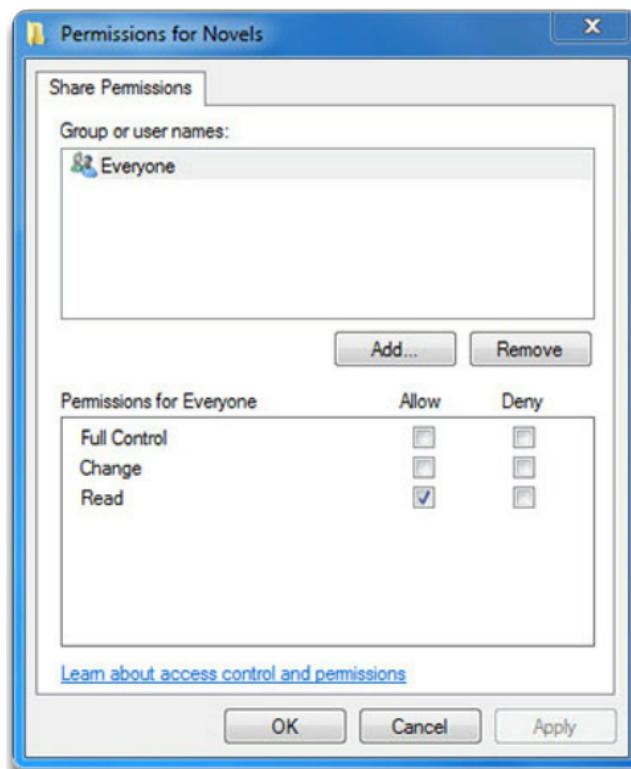 Permissions for Novels
Share Permissions
Group or user names:
Everyone
Add... Remove
Permissions for Everyone Allow Deny
Full Control
Change
Read
Learn about access control and permissions
OK Cancel Apply